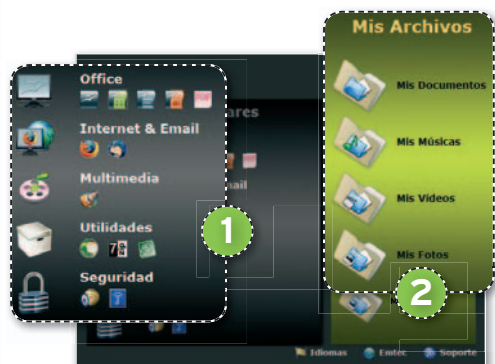 Mis Archivos
Office
Mis Documentos
Internet & Email
Mis Músicas
Multimedia
Mis Videos
Utilidades
1
Seguridad
Mis Fotos
2
Idiomas Emtec Soporte